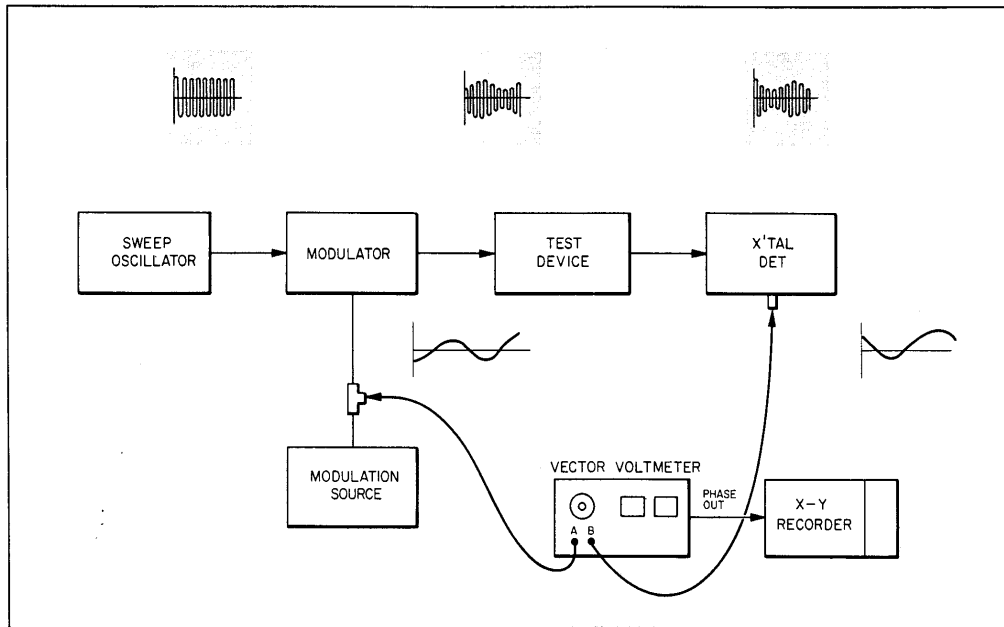 SWEEP
OSCILLATOR
MODULATOR
TEST
DEVICE
X'TAL
DET
MODULATION
SOURCE
VECTOR VOLTMETER
A B
PHASE
OUT
X-Y
RECORDER